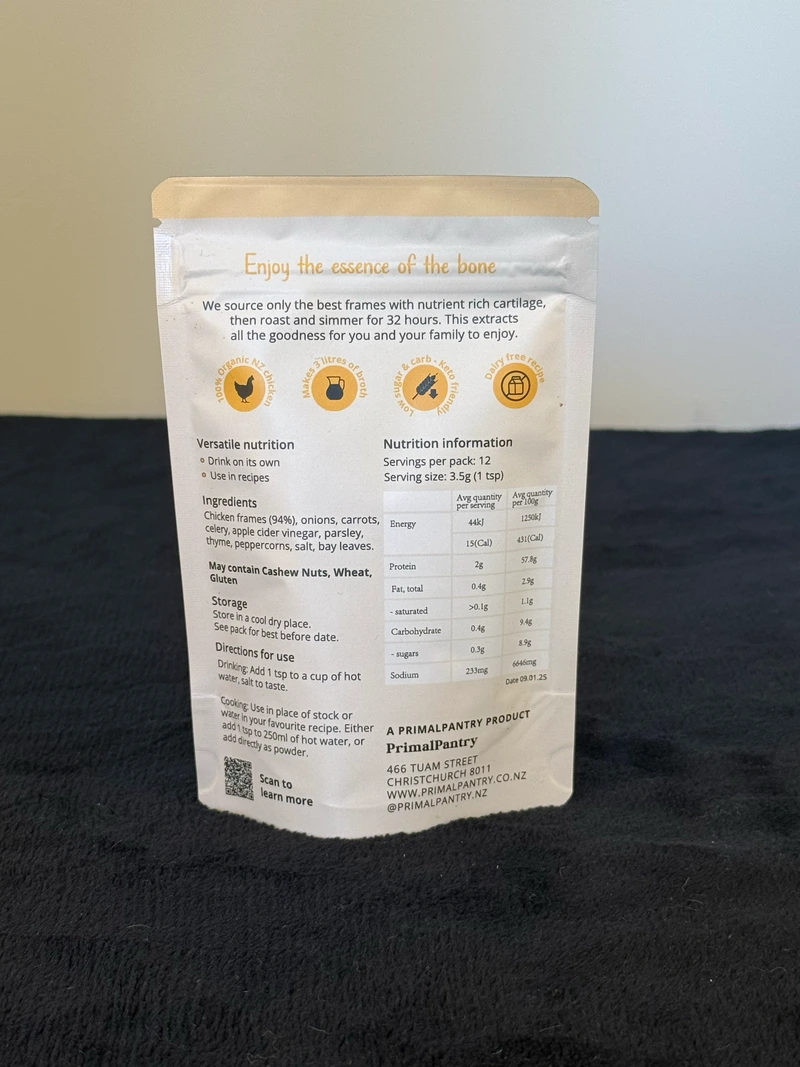 Enjoy the essence of the bone
We source only the best frames with nutrient rich cartilage,
then roast and simmer for 32 hours. This extracts
all the goodness for you and your family to enjoy.
100% Organic NZ chicken
Makes 3 litres of broth
Low sugar & carb - Keto friendly
Dairy free recipe
Versatile nutrition
Drink on its own
Use in recipes
Ingredients
Chicken frames (94%), onions, carrots,
celery, apple cider vinegar, parsley,
thyme, peppercorns, salt, bay leaves.
May contain Cashew Nuts, Wheat,
Gluten
Storage
Store in a cool dry place.
See pack for best before date.
Directions for use
Drinking: Add 1 tsp to a cup of hot
water, salt to taste.
Cooking: Use in place of stock or
water in your favourite recipe. Either
add 1 tsp to 250ml of hot water, or
add directly as powder.
Scan to
learn more
Nutrition information
Servings per pack: 12
Serving size: 3.5g (1 tsp)
Avg quantity per serving Avg quantity per 100g
Energy 44kJ 1250kJ
15(Cal) 431(Cal)
Protein 2g 57.8g
Fat, total 0.4g 2.9g
- saturated >0.1g 1.1g
Carbohydrate 0.4g 9.4g
- sugars 0.3g 8.9g
Sodium 233mg 6646mg
Date 09.01.25
A PRIMALPANTRY PRODUCT
PrimalPantry
466 TUAM STREET
CHRISTCHURCH 8011
WWW.PRIMALPANTRY.CO.NZ
@PRIMALPANTRY.NZ